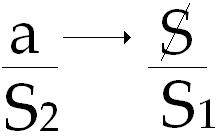 a → S̸
S₂ S₁